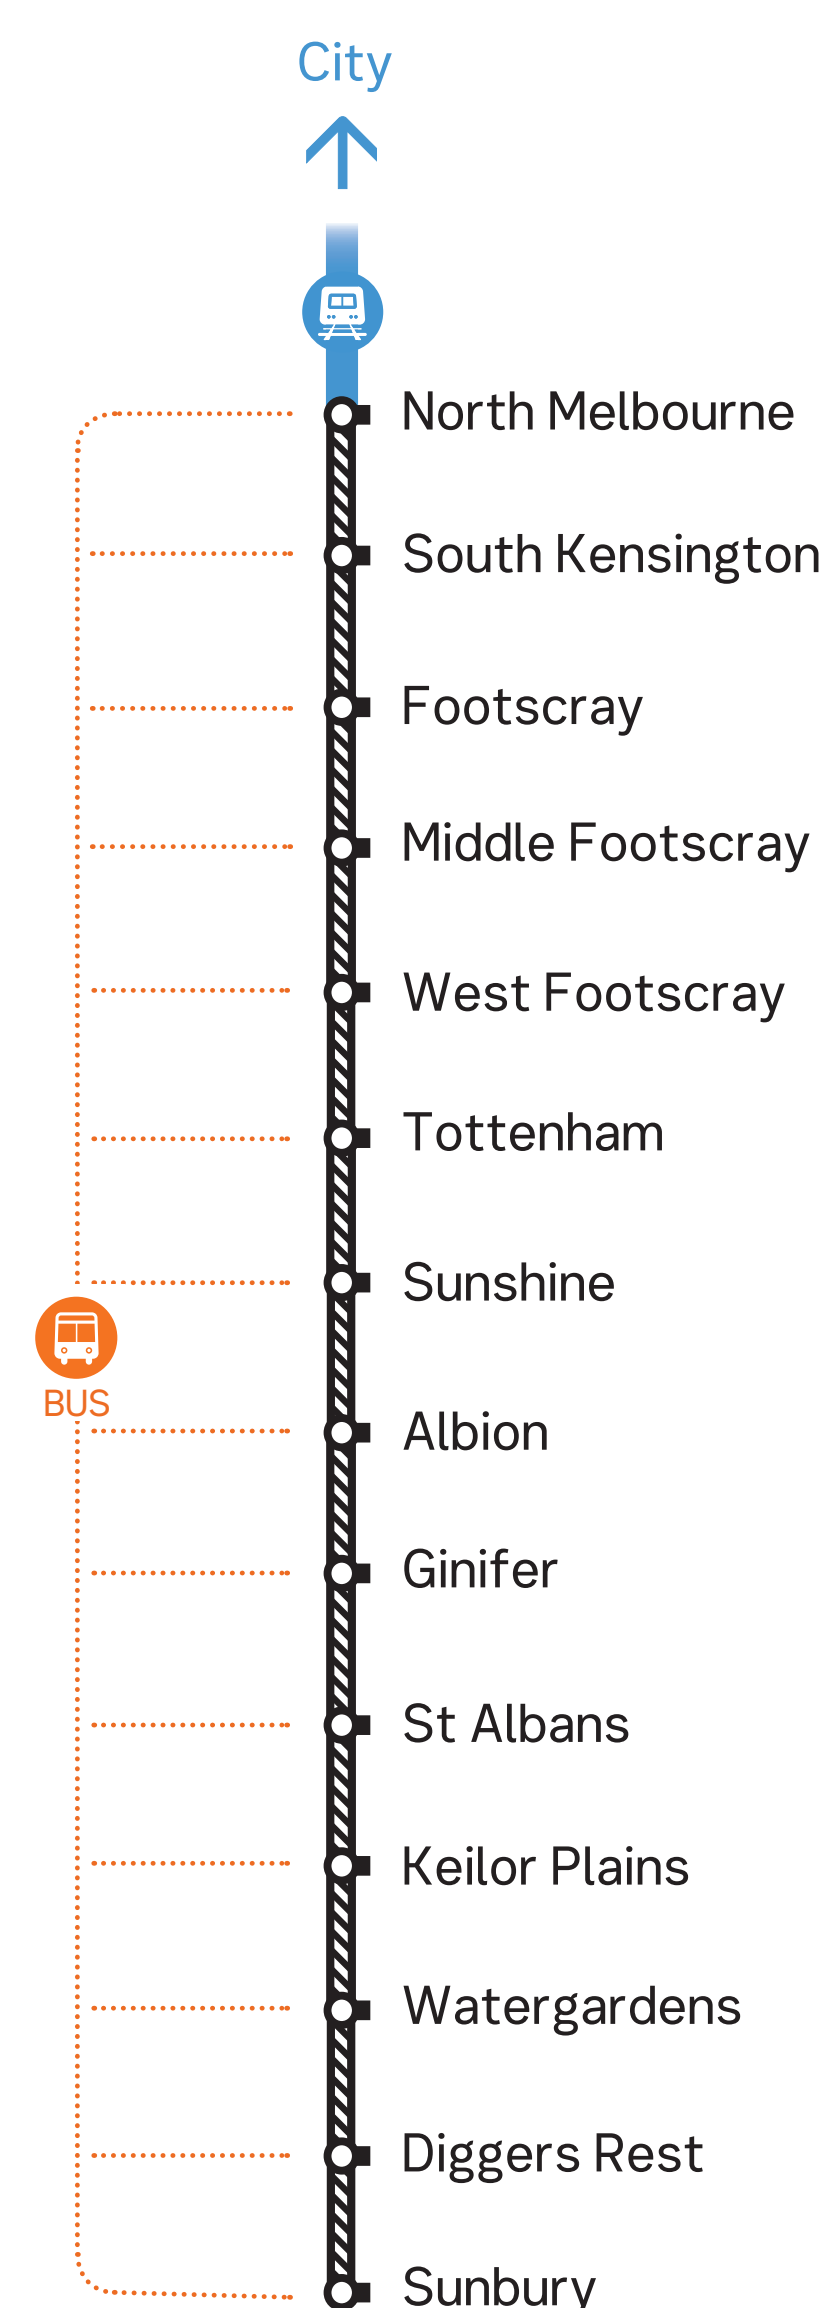 City
North Melbourne
South Kensington
Footscray
Middle Footscray
West Footscray
Tottenham
Sunshine
BUS
Albion
Ginifer
St Albans
Keilor Plains
Watergardens
Diggers Rest
Sunbury